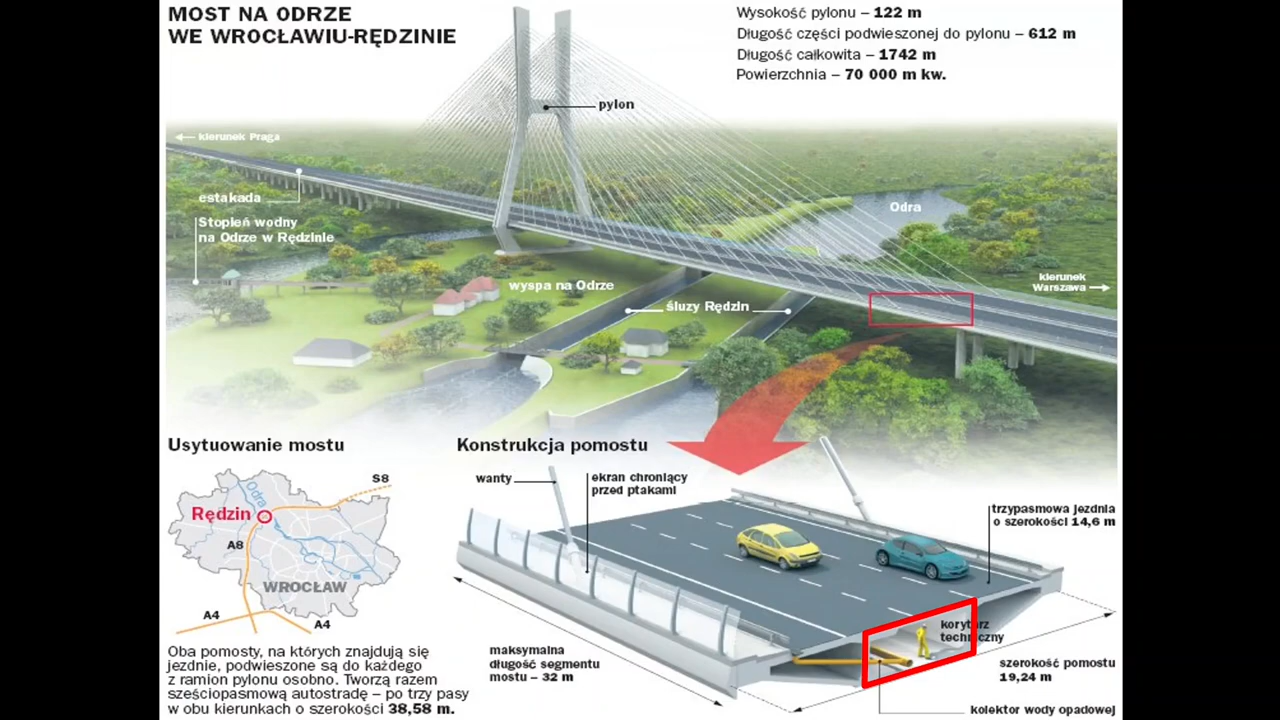 MOST NA ODRZE
WE WROCŁAWIU-RĘDZINIE
Wysokość pylonu – 122 m
Długość części podwieszonej do pylonu – 612 m
Długość całkowita – 1742 m
Powierzchnia – 70 000 m kw.
pylon
kierunek Praga
estakada
Stopień wodny
na Odrze w Rędzinie
Odra
wyspa na Odrze
śluzy Rędzin
kierunek
Warszawa
Usytuowanie mostu
S8
Odra
Rędzin
A8
WROCŁAW
A4
A4
Oba pomosty, na których znajdują się
jezdnie, podwieszone są do każdego
z ramion pylonu osobno. Tworzą razem
sześciopasmową autostradę – po trzy pasy
w obu kierunkach o szerokości 38,58 m.
Konstrukcja pomostu
wanty
ekran chroniący
przed ptakami
trzypasmowa jezdnia
o szerokości 14,6 m
korytarz
techniczny
maksymalna
długość segmentu
mostu – 32 m
szerokość pomostu
19,24 m
kolektor wody opadowej